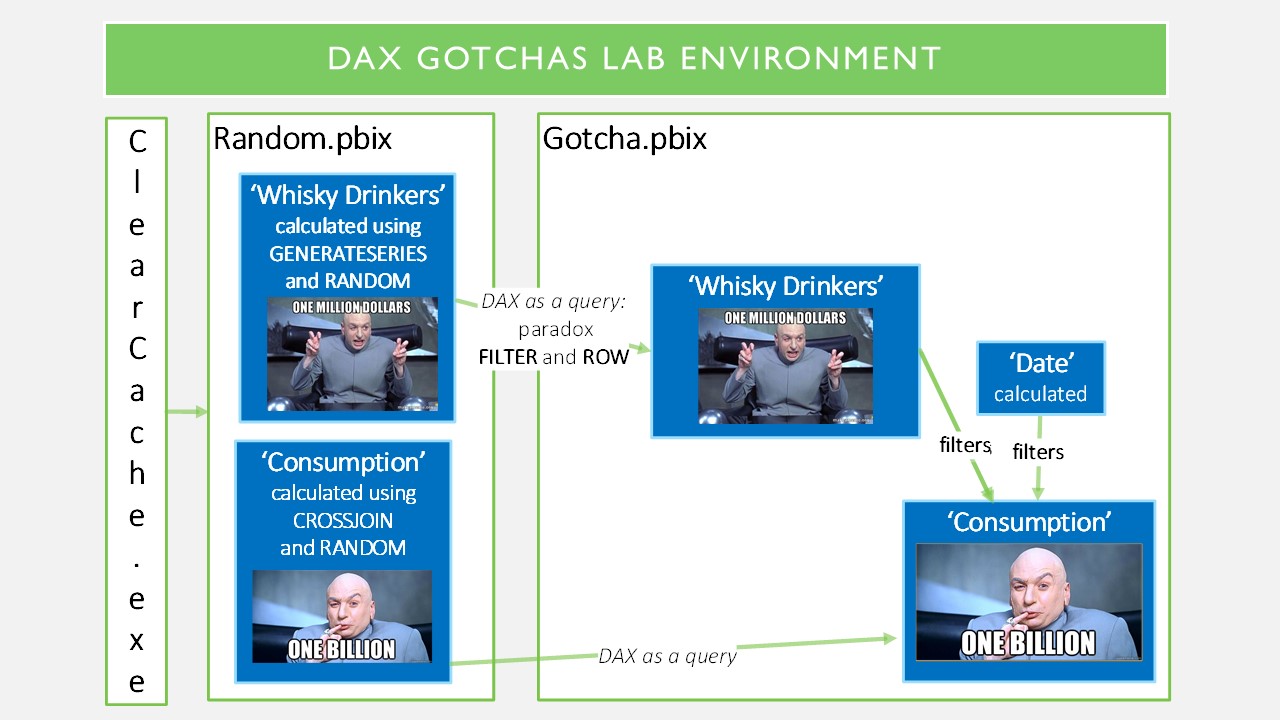 DAX GOTCHAS LAB ENVIRONMENT
ClearCache.exe
Random.pbix
‘Whisky Drinkers’
calculated using
GENERATESERIES
and RANDOM
ONE MILLION DOLLARS
‘Consumption’
calculated using
CROSSJOIN
and RANDOM
ONE BILLION
DAX as a query:
paradox
FILTER and ROW
DAX as a query
Gotcha.pbix
‘Whisky Drinkers’
ONE MILLION DOLLARS
‘Date’
calculated
filters
filters
‘Consumption’
ONE BILLION